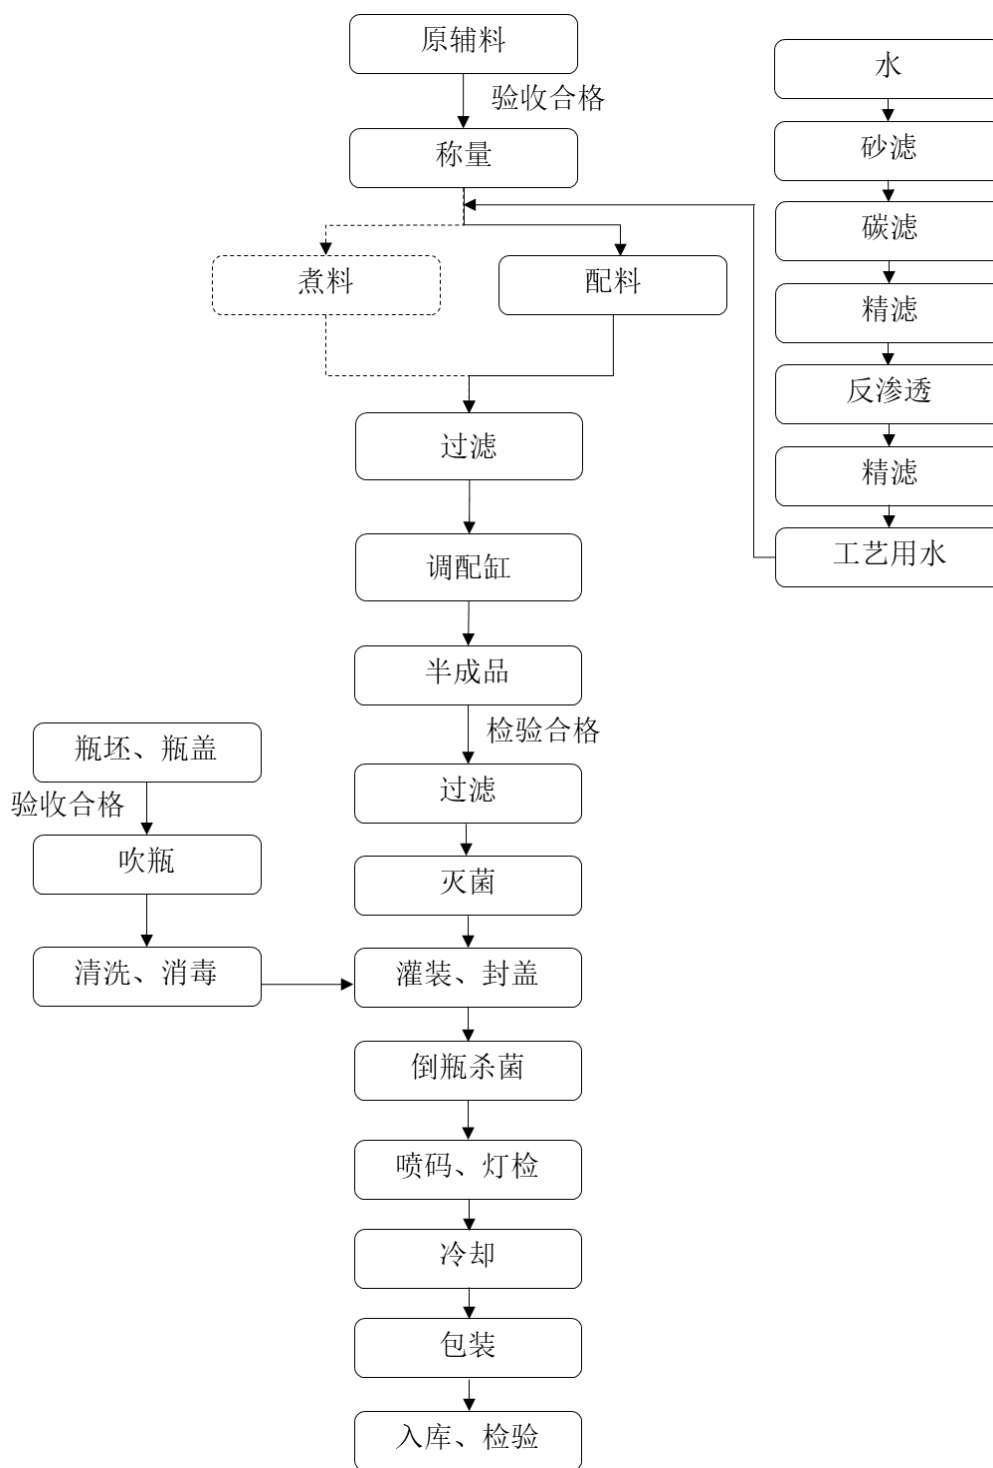 原辅料
验收合格
称量
煮料
配料
过滤
调配缸
半成品
检验合格
过滤
灭菌
灌装、封盖
倒瓶杀菌
喷码、灯检
冷却
包装
入库、检验
水
砂滤
碳滤
精滤
反渗透
精滤
工艺用水
瓶坯、瓶盖
验收合格
吹瓶
清洗、消毒